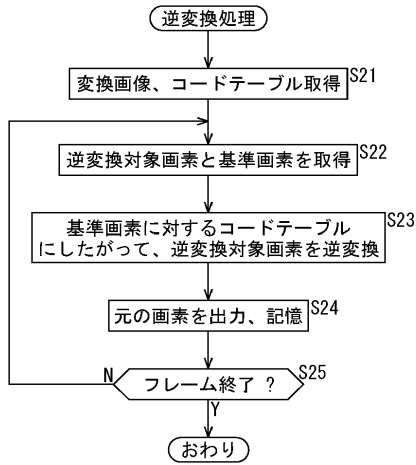 逆変換処理
変換画像、コードテーブル取得
S21
逆変換対象画素と基準画素を取得
S22
基準画素に対するコードテーブル
にしたがって、逆変換対象画素を逆変換
S23
元の画素を出力、記憶
S24
フレーム終了 ?
S25
N
Y
おわり